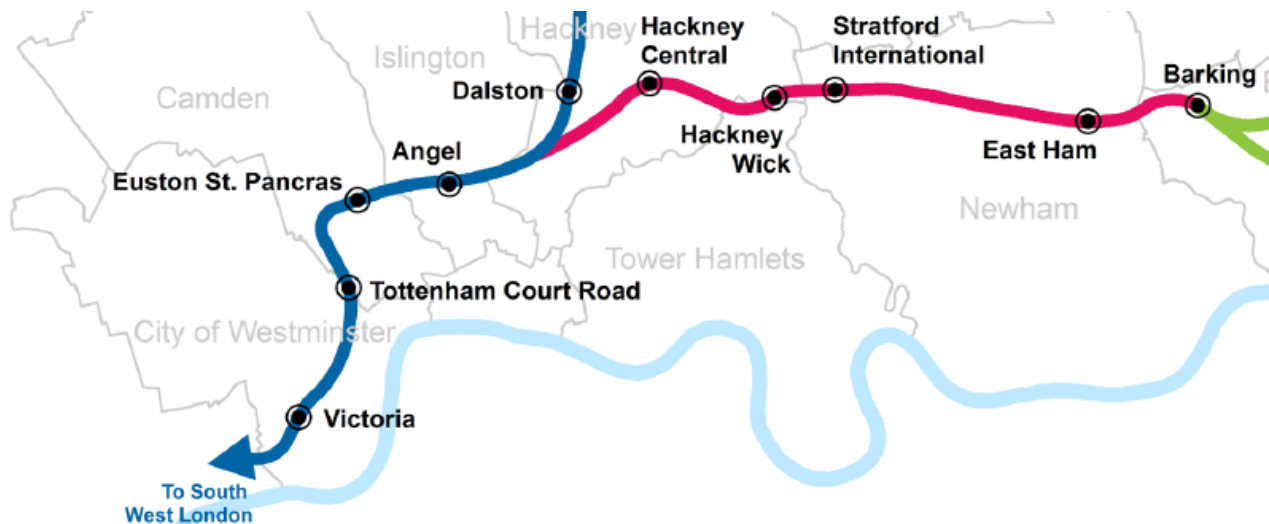 Hackney
Hackney
Central
Stratford
International
Islington
Dalston
Barking
Camden
Hackney
Wick
East Ham
Angel
Euston St. Pancras
Newham
Tower Hamlets
Tottenham Court Road
City of Westminster
Victoria
To South
West London